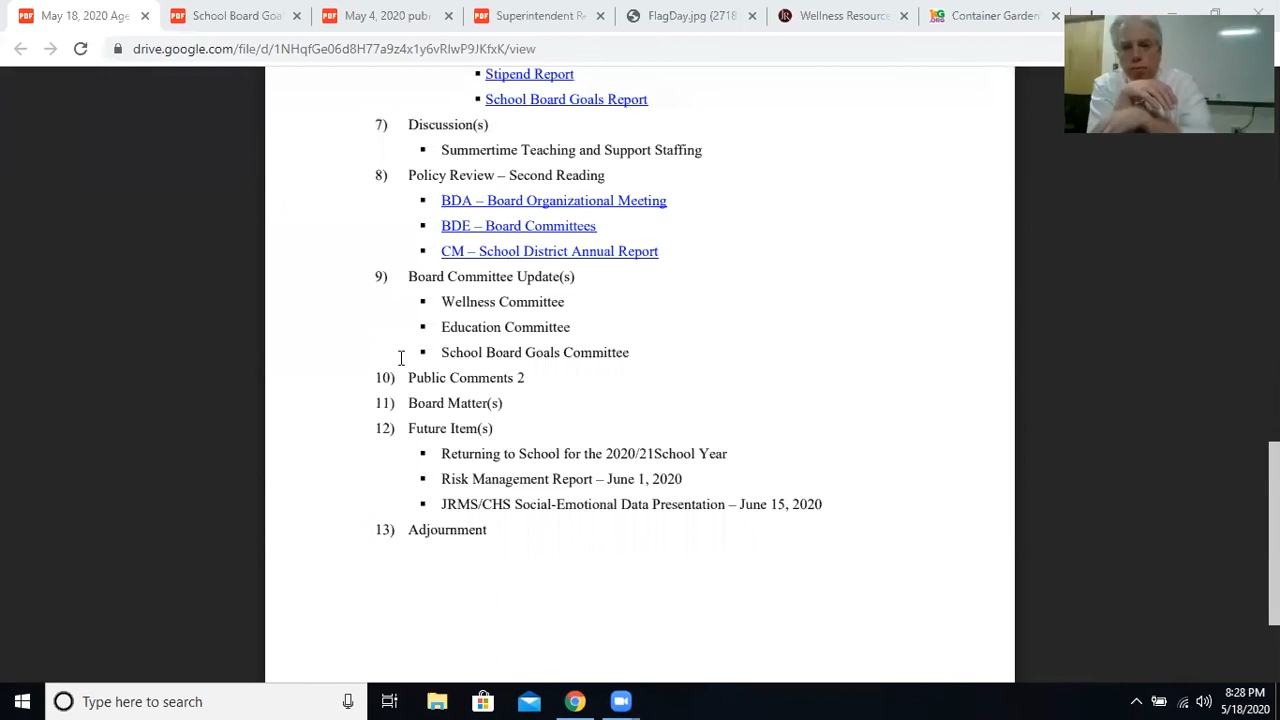 May 18, 2020 Age
School Board Goa
May 4, 2020 pub
Superintendent R
FlagDay.jpg (271
Wellness Resourc
Container Garden
drive.google.com/file/d/1NHqfGe06d8H77a9z4x1y6vRlwP9JKfxK/view
▪ Stipend Report
▪ School Board Goals Report
7) Discussion(s)
▪ Summertime Teaching and Support Staffing
8) Policy Review – Second Reading
▪ BDA – Board Organizational Meeting
▪ BDE – Board Committees
▪ CM – School District Annual Report
9) Board Committee Update(s)
▪ Wellness Committee
▪ Education Committee
▪ School Board Goals Committee
10) Public Comments 2
11) Board Matter(s)
12) Future Item(s)
▪ Returning to School for the 2020/21School Year
▪ Risk Management Report – June 1, 2020
▪ JRMS/CHS Social-Emotional Data Presentation – June 15, 2020
13) Adjournment
Type here to search
8:28 PM
5/18/2020